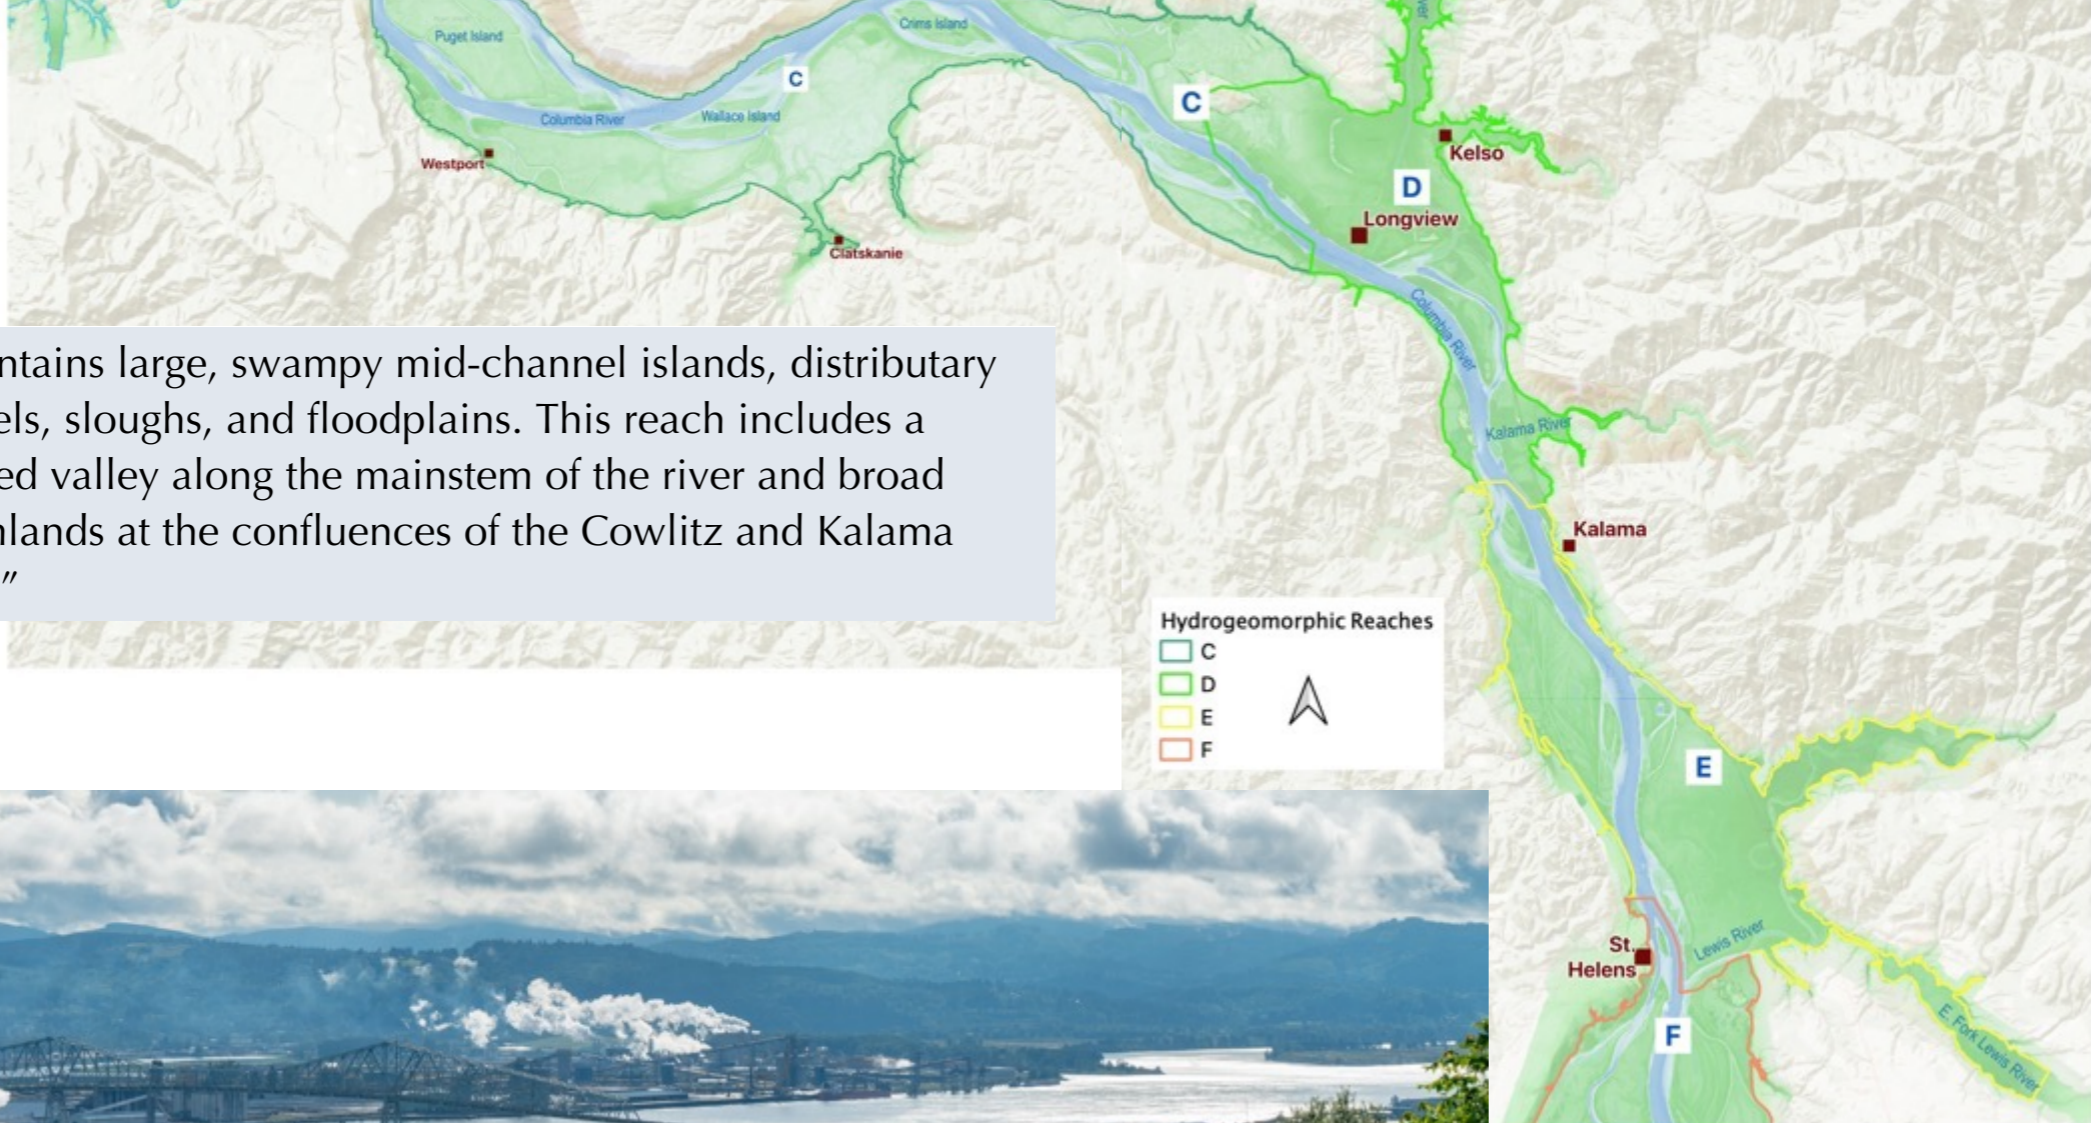 Puget Island
Crims Island
C
Columbia River
Wallace Island
Westport
Clatskanie
C
Kelso
D
Longview
Columbia River
ntains large, swampy mid-channel islands, distributary
els, sloughs, and floodplains. This reach includes a
ed valley along the mainstem of the river and broad
nlands at the confluences of the Cowlitz and Kalama
”
Kalama River
Kalama
Hydrogeomorphic Reaches
C
D
E
F
E
St.
Helens
Lewis River
F
E. Fork Lewis River